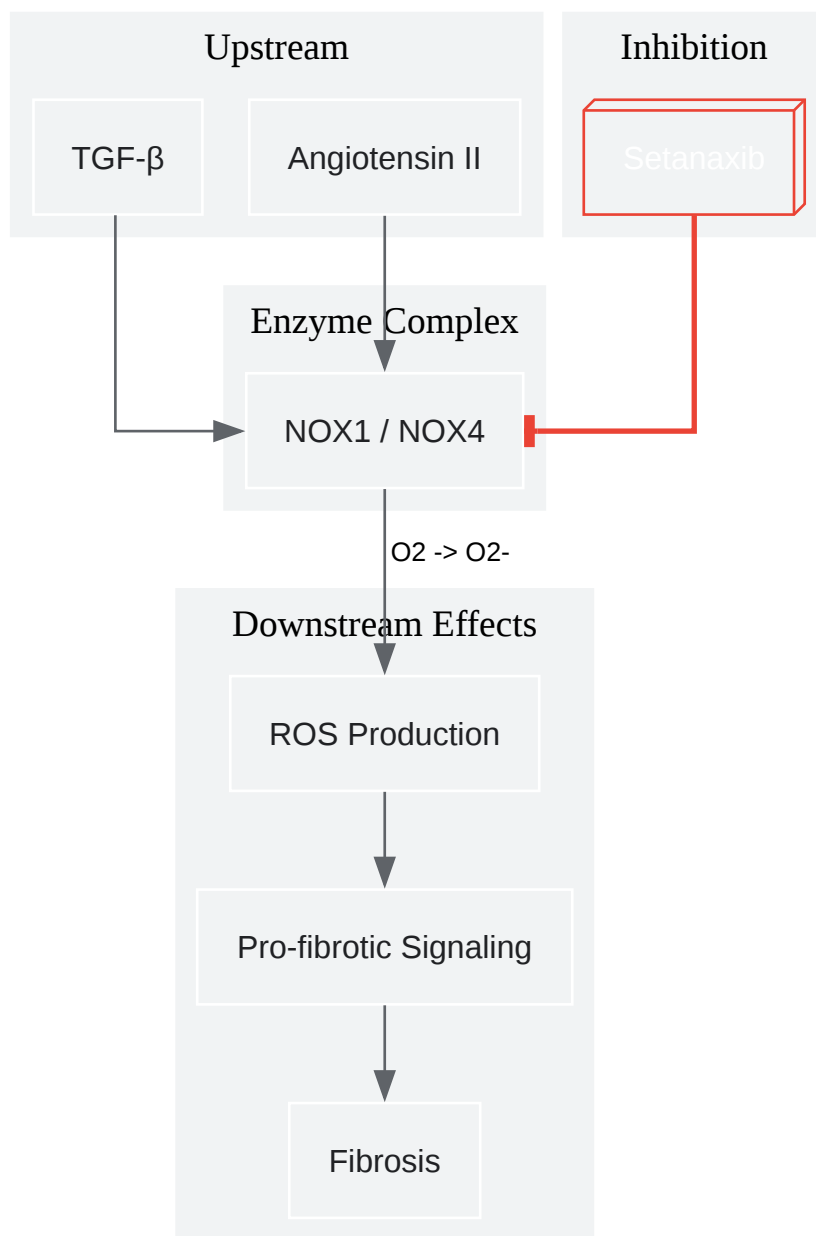 Upstream
Inhibition
TGF-β
Angiotensin II
Setanaxib
Enzyme Complex
NOX1 / NOX4
O2 -> O2-
Downstream Effects
ROS Production
Pro-fibrotic Signaling
Fibrosis